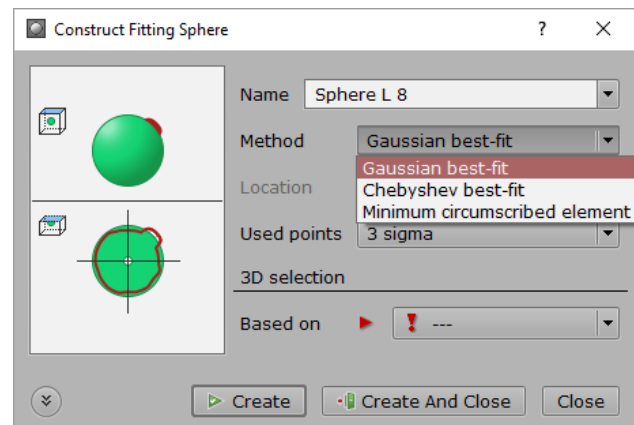 Construct Fitting Sphere
Name Sphere L 8
Method Gaussian best-fit
Gaussian best-fit
Chebyshev best-fit
Location
Minimum circumscribed element
Used points 3 sigma
3D selection
Based on ! ---
Create Create And Close Close